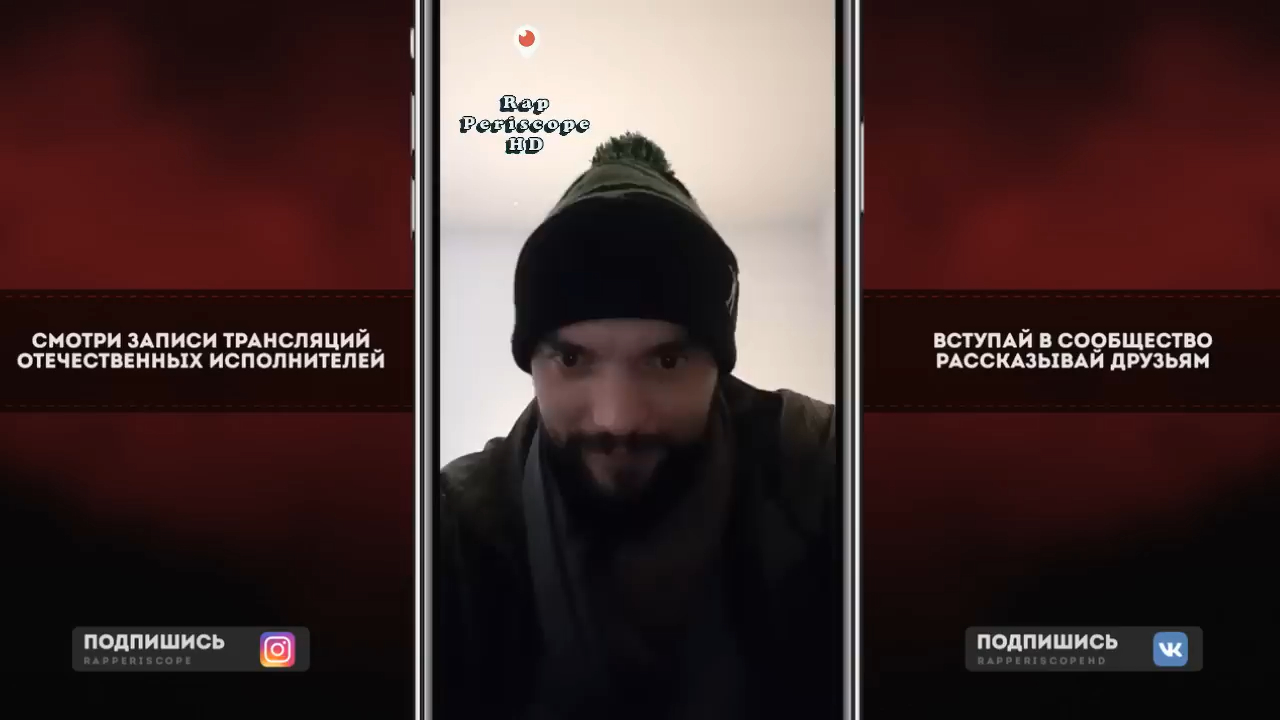 Rap
Periscope
HD
СМОТРИ ЗАПИСИ ТРАНСЛЯЦИЙ
ОТЕЧЕСТВЕННЫХ ИСПОЛНИТЕЛЕЙ
ВСТУПАЙ В СООБЩЕСТВО
РАССКАЗЫВАЙ ДРУЗЬЯМ
ПОДПИШИСЬ
RAPPERISCOPE
ПОДПИШИСЬ
RAPPERISCOPEHD